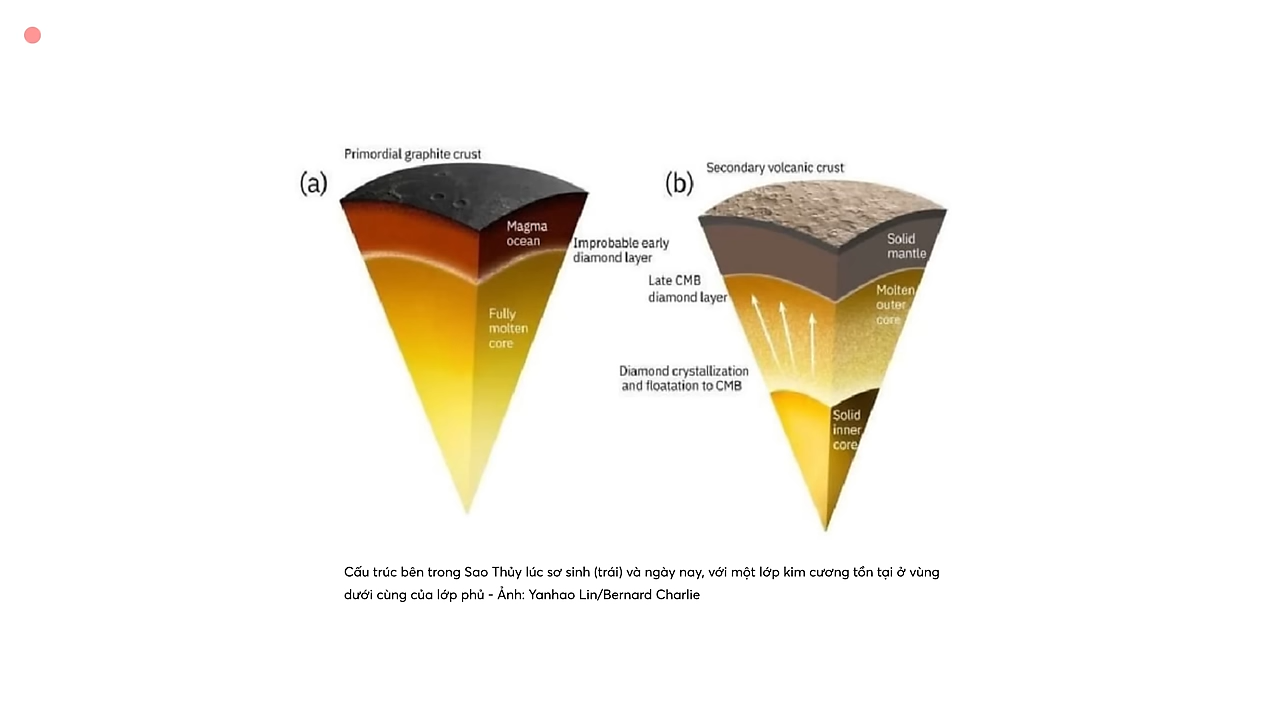 Primordial graphite crust
(a)
Magma
ocean
Improbable early
diamond layer
Fully
molten
core
Secondary volcanic crust
(b)
Solid
mantle
Late CMB
diamond layer
Molten
outer
core
Diamond crystallization
and floatation to CMB
Solid
inner
core
Cấu trúc bên trong Sao Thủy lúc sơ sinh (trái) và ngày nay, với một lớp kim cương tồn tại ở vùng
dưới cùng của lớp phủ - Ảnh: Yanhao Lin/Bernard Charlie